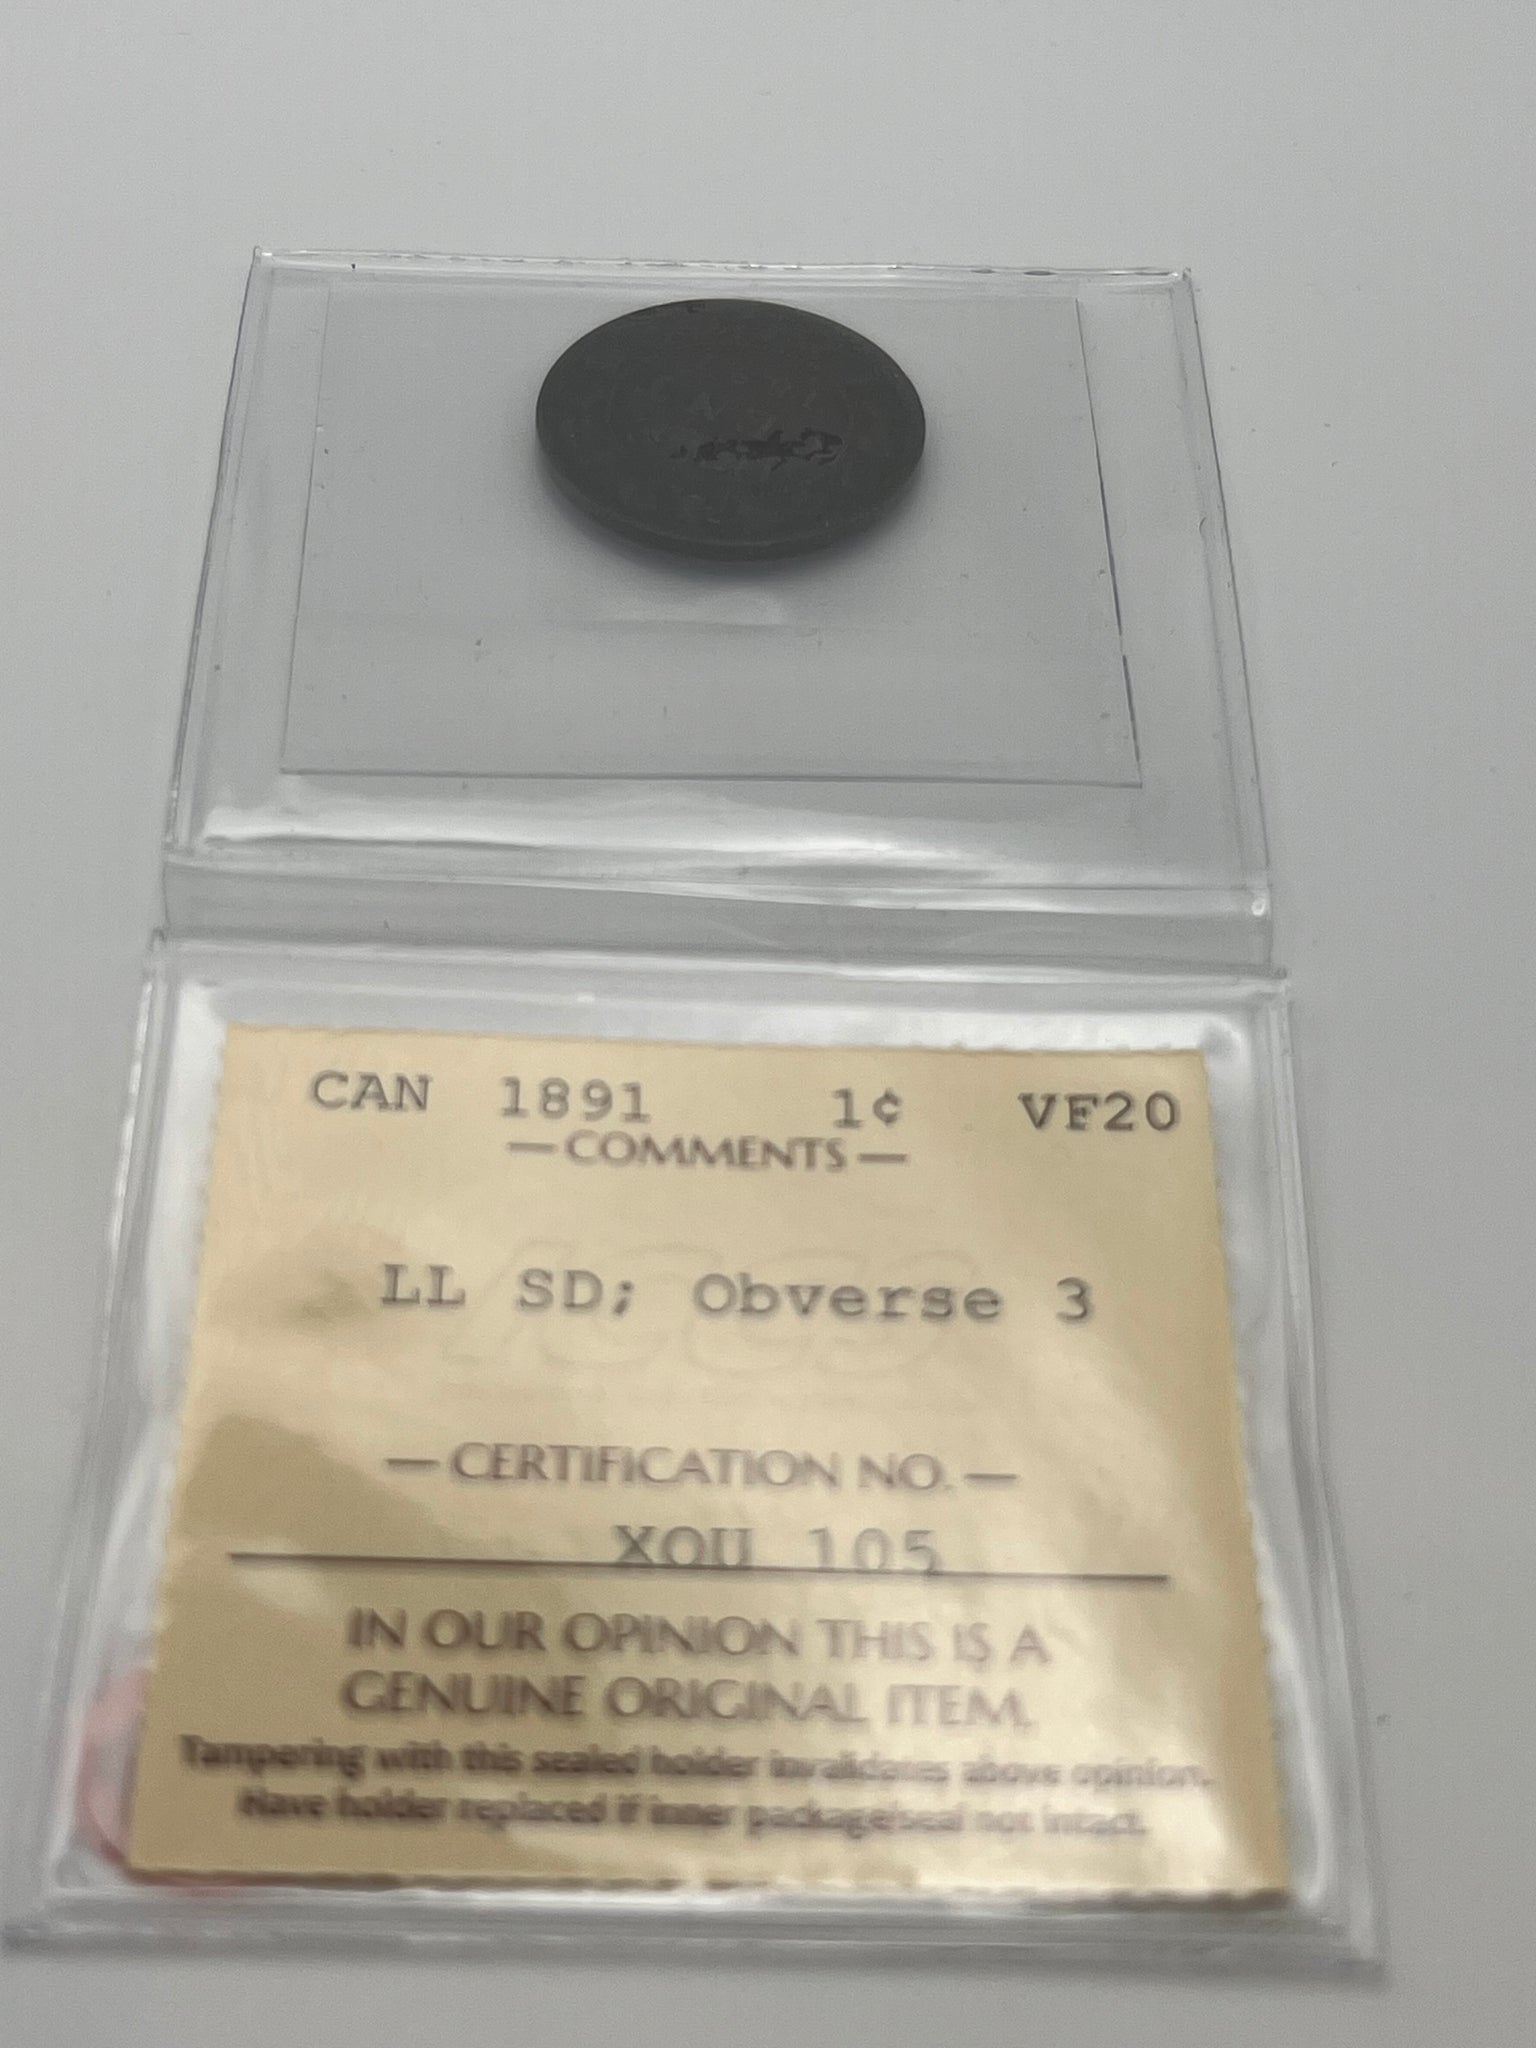 CAN 1891 1¢ VF20
— COMMENTS —
LL SD; Obverse 3
— CERTIFICATION NO. —
XOU 105
IN OUR OPINION THIS IS A
GENUINE ORIGINAL ITEM.
Tampering with this sealed holder invalidates above opinion.
Have holder replaced if inner package/seal not intact.